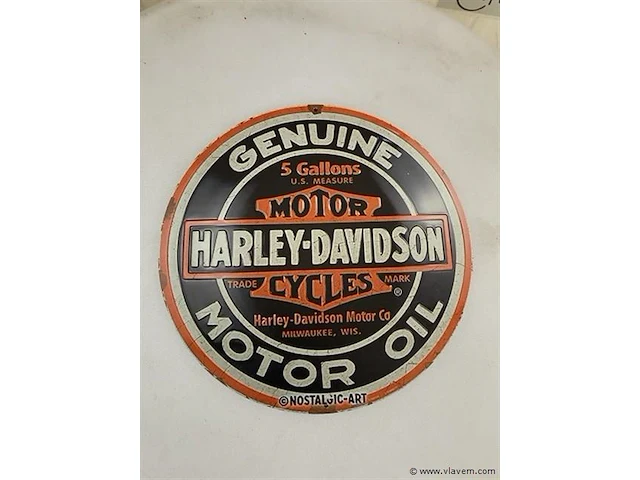 GENUINE
5 Gallons
U.S. MEASURE
MOTOR
HARLEY-DAVIDSON
TRADE MARK
CYCLES ®
Harley-Davidson Motor Co
MILWAUKEE, WIS.
MOTOR OIL
©NOSTALGIC-ART
© www.vlavem.com